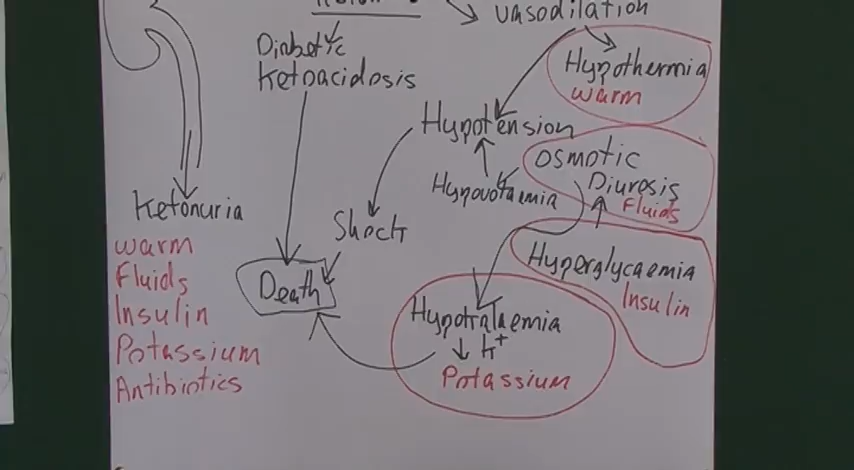 vasodilation
Diabetic
Ketoacidosis
Hypothermia
warm
Hypotension
osmotic
Diurosis
Fluids
Hypovolaemia
Ketonuria
Shock
Hyperglycaemia
Insulin
warm
Fluids
Insulin
Potassium
Antibiotics
Death
Hypokalaemia
↓ K+
Potassium